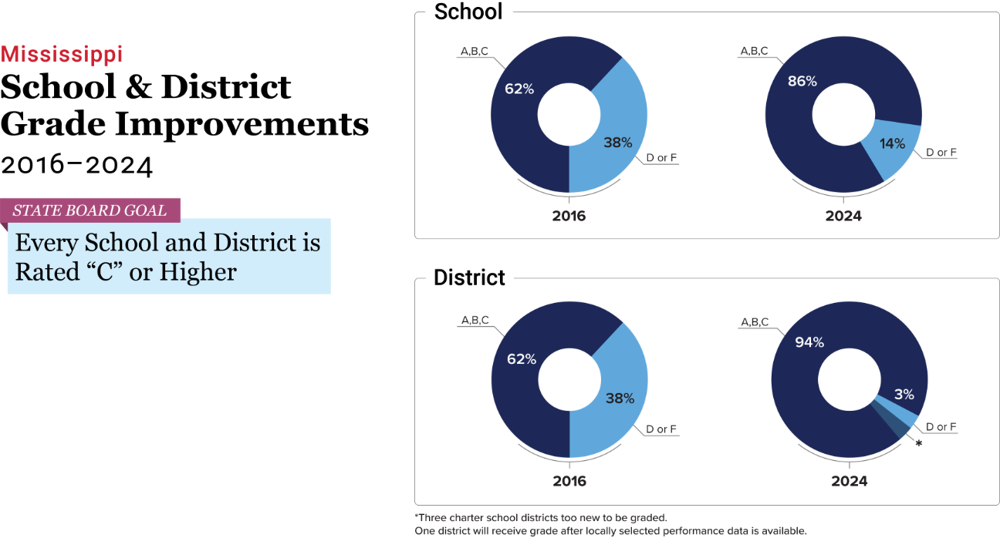 Mississippi
School & District
Grade Improvements
2016–2024
STATE BOARD GOAL
Every School and District is
Rated “C” or Higher
School
A,B,C
62%
38%
D or F
2016
A,B,C
86%
14%
D or F
2024
District
A,B,C
62%
38%
D or F
2016
A,B,C
94%
3%
D or F
*
2024
*Three charter school districts too new to be graded.
One district will receive grade after locally selected performance data is available.